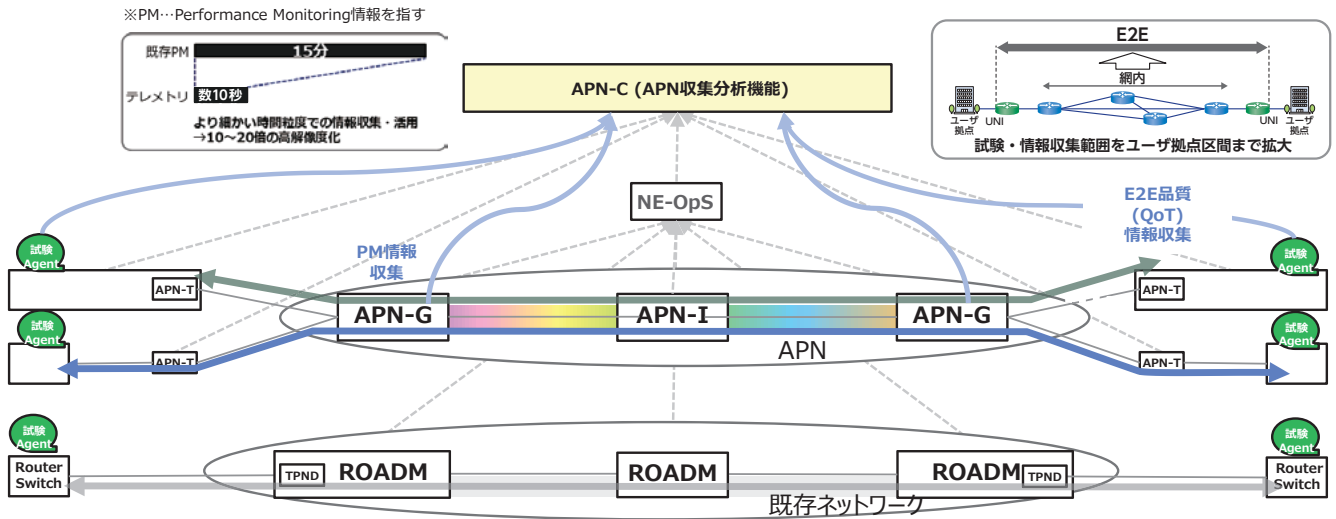 ※PM…Performance Monitoring情報を指す
既存PM
15分
テレメトリ
数10秒
より細かい時間粒度での情報収集・活用
→10～20倍の高解像度化
APN-C (APN収集分析機能)
E2E
網内
ユーザ
拠点
UNI
UNI
ユーザ
拠点
試験・情報収集範囲をユーザ拠点区間まで拡大
NE-OpS
E2E品質
(QoT)
情報収集
PM情報
収集
試験
Agent
試験
Agent
APN-T
APN-T
APN-G
APN-I
APN-G
試験
Agent
試験
Agent
APN
APN-T
APN-T
試験
Agent
試験
Agent
Router
Switch
TPND
ROADM
ROADM
ROADM
TPND
Router
Switch
既存ネットワーク